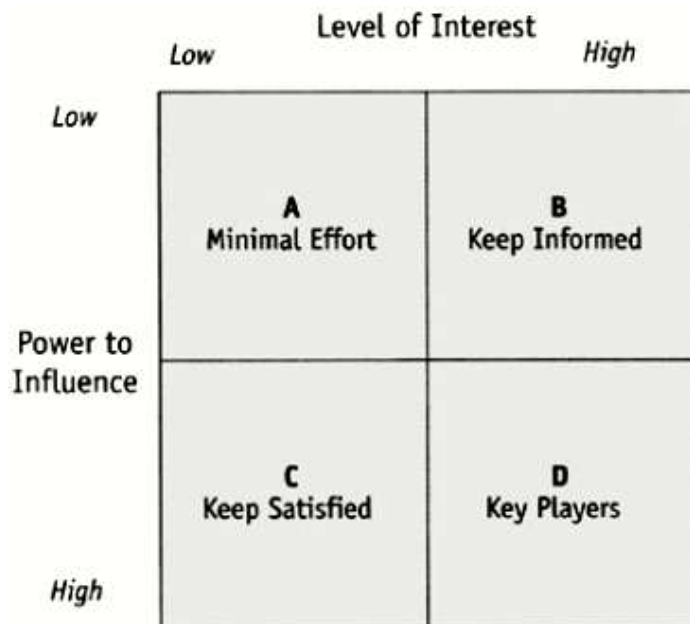 Level of Interest
Low
High
Low
A
Minimal Effort
B
Keep Informed
Power to
Influence
C
Keep Satisfied
D
Key Players
High